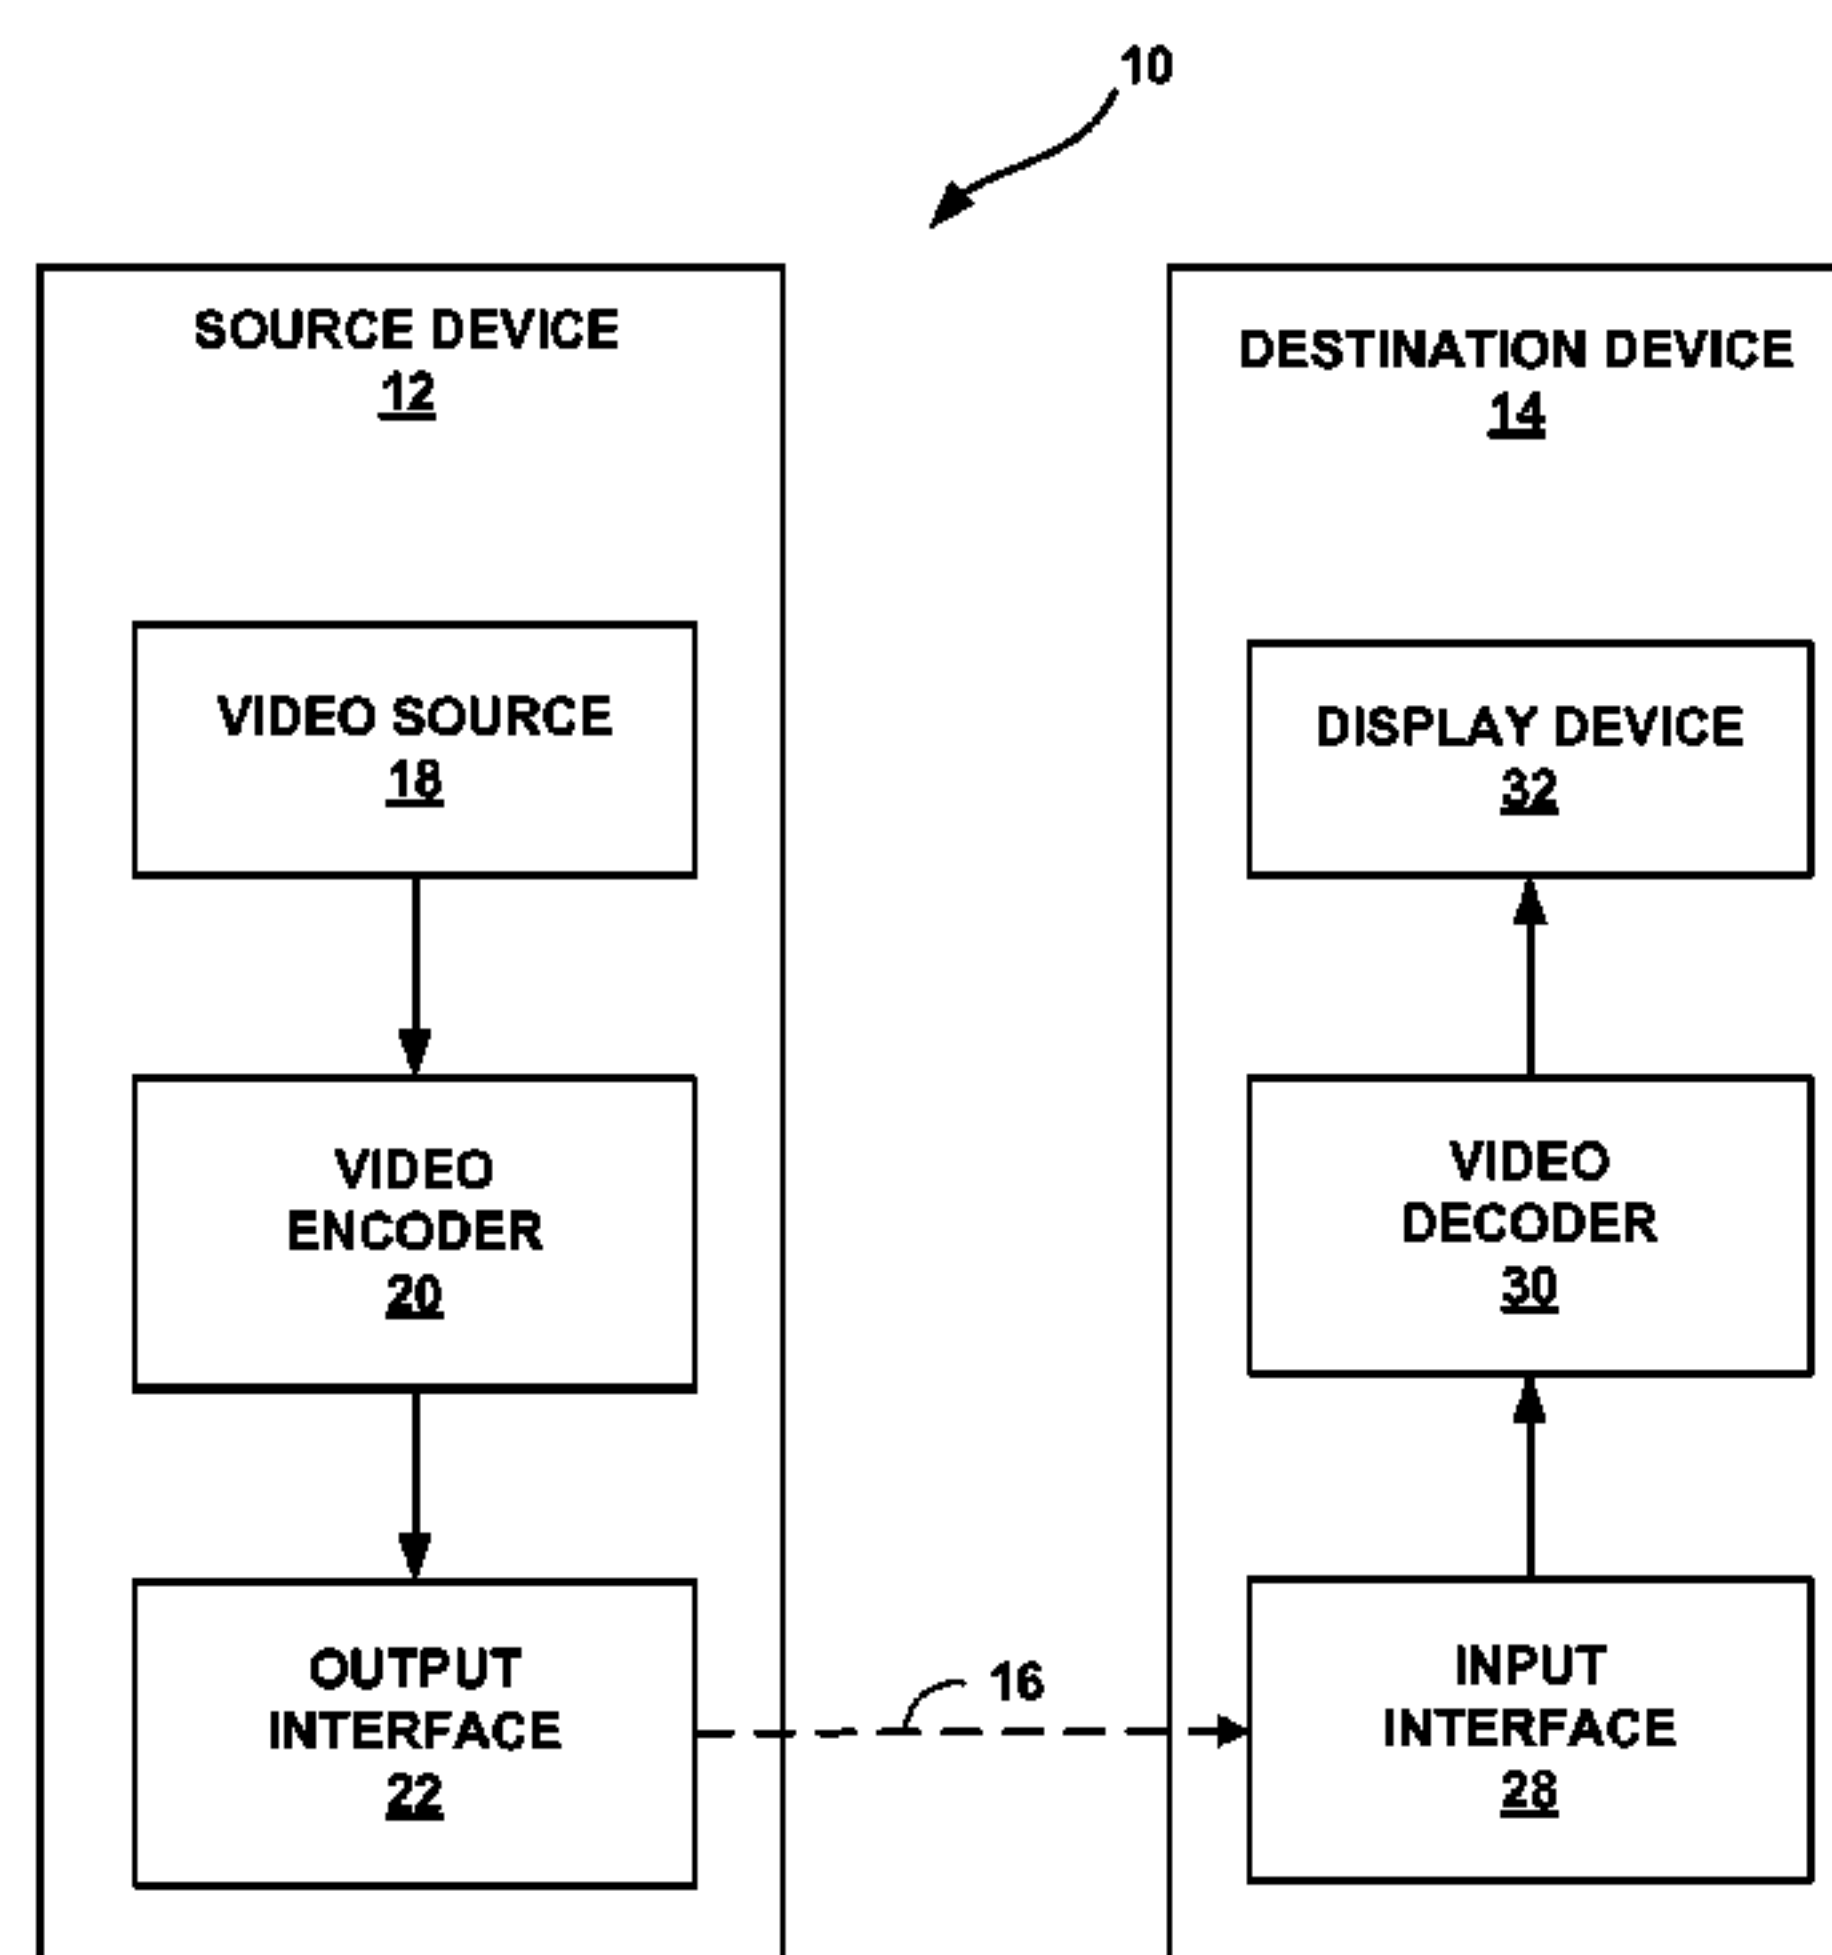 10
SOURCE DEVICE
12
VIDEO SOURCE
18
VIDEO
ENCODER
20
OUTPUT
INTERFACE
22
16
DESTINATION DEVICE
14
DISPLAY DEVICE
32
VIDEO
DECODER
30
INPUT
INTERFACE
28